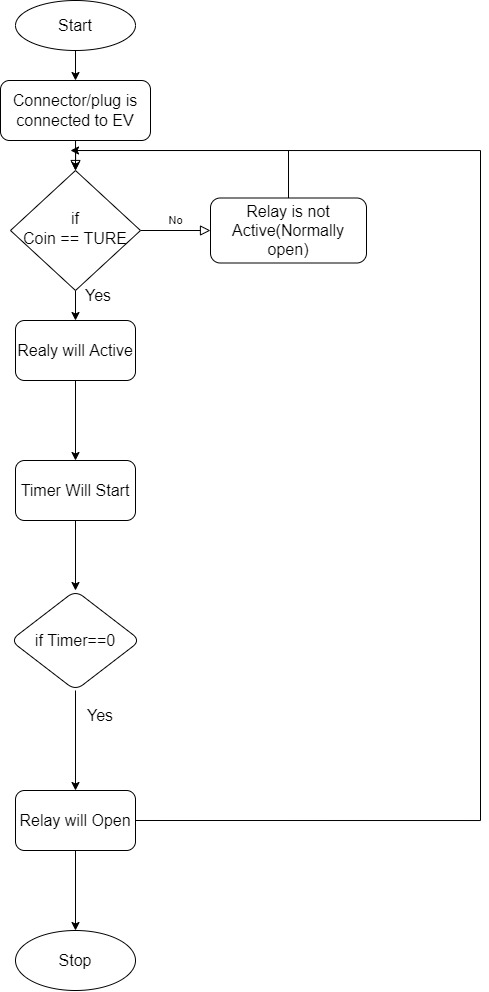 Start
Connector/plug is
connected to EV
if
Coin == TURE
No
Relay is not
Active(Normally
open)
Yes
Realy will Active
Timer Will Start
if Timer==0
Yes
Relay will Open
Stop